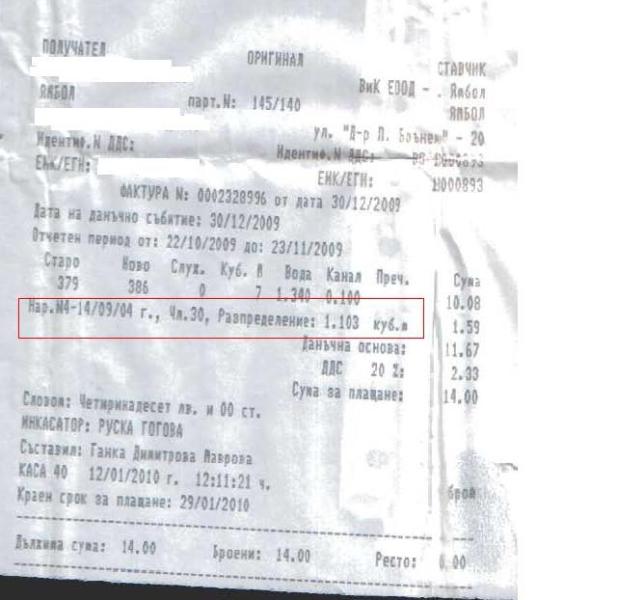 ПОЛУЧАТЕЛ ОРИГИНАЛ СТАВЧИК
ЯМБОЛ парт.N: 145/140 ВиК ЕООД - . Ямбол
ЯМБОЛ
ул. "Д-р П. Брънек" - 20
Идентиф.N ДДС: Идентиф.N ДДС:
ЕИК/ЕГН: ЕИК/ЕГН: 000893
ФАКТУРА N: 0002328996 от дата 30/12/2009
Дата на данъчно събитие: 30/12/2009
Отчетен период от: 22/10/2009 до: 23/11/2009
Старо Ново Служ. Куб. М Вода Канал Преч. Сума
379 386 0 7 1.340 0.100 10.08
Нар.N4-14/09/04 г., Чл.30, Разпределение: 1.103 куб.м 1.59
Данъчна основа: 11.67
ДДС 20 %: 2.33
Сума за плащане: 14.00
Словом: Четиринадесет лв. и 00 ст.
ИНКАСАТОР: РУСКА ГОГОВА
Съставил: Ганка Димитрова Маврова
КАСА 40 12/01/2010 г. 12:11:21 ч. брой
Краен срок за плащане: 29/01/2010
Дължима сума: 14.00 Броени: 14.00 Ресто: 0.00